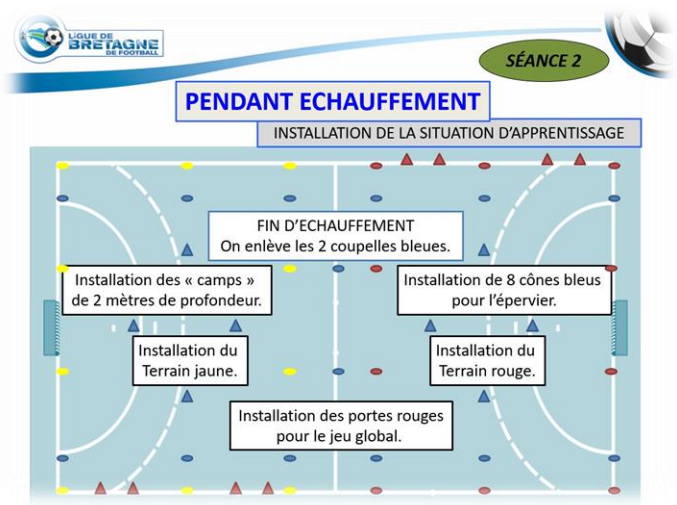 LIGUE DE
BRETAGNE
DE FOOTBALL
SÉANCE 2
PENDANT ECHAUFFEMENT
INSTALLATION DE LA SITUATION D'APPRENTISSAGE
FIN D'ECHAUFFEMENT
On enlève les 2 coupelles bleues.
Installation des « camps »
de 2 mètres de profondeur.
Installation de 8 cônes bleus
pour l'épervier.
Installation du
Terrain jaune.
Installation du
Terrain rouge.
Installation des portes rouges
pour le jeu global.